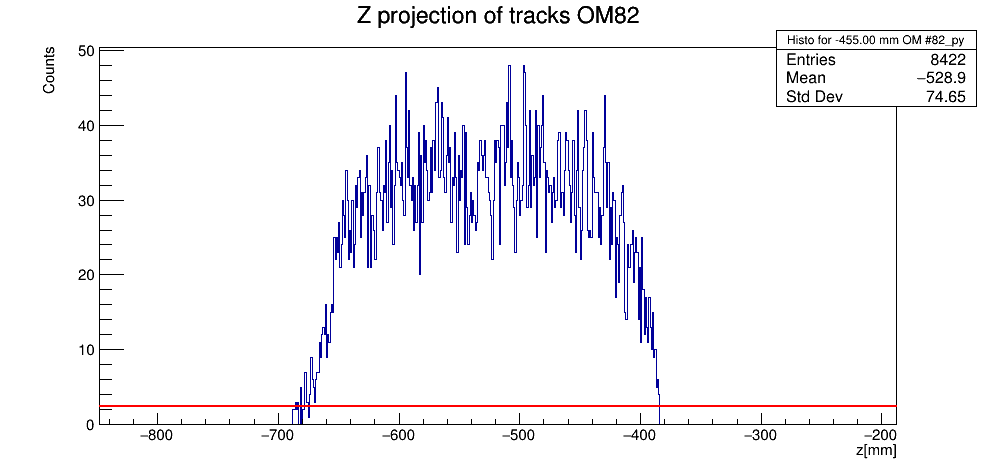 Z projection of tracks OM82
Histo for -455.00 mm OM #82_py
Entries 8422
Mean −528.9
Std Dev 74.65
Counts
50
40
30
20
10
0
−800 −700 −600 −500 −400 −300 −200
z[mm]